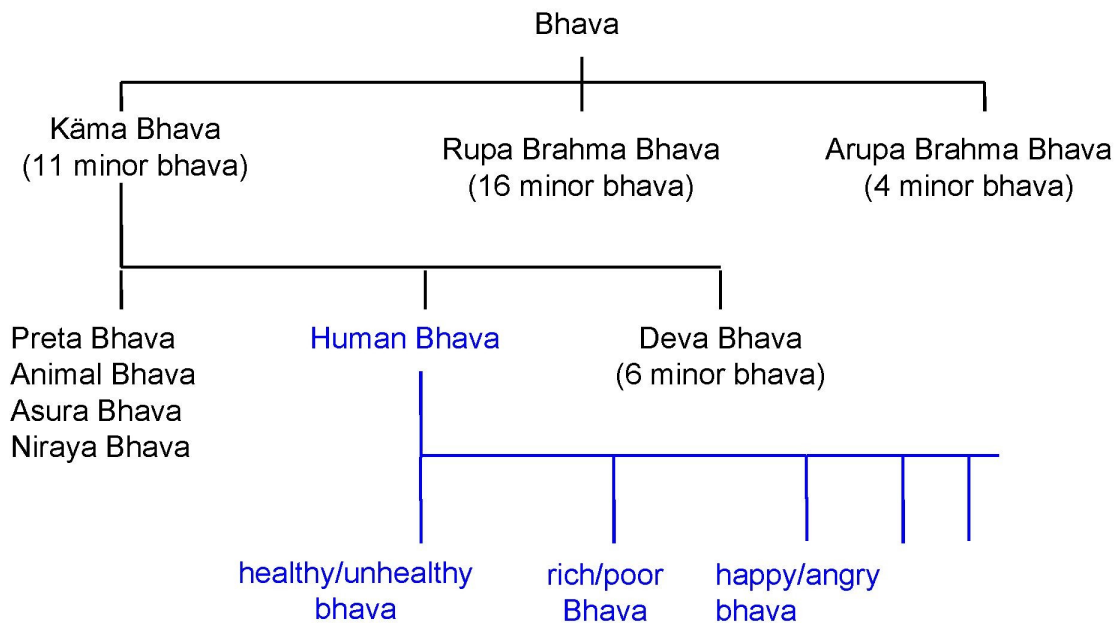 Bhava
Käma Bhava
(11 minor bhava)
Rupa Brahma Bhava
(16 minor bhava)
Arupa Brahma Bhava
(4 minor bhava)
Preta Bhava
Animal Bhava
Asura Bhava
Niraya Bhava
Human Bhava
Deva Bhava
(6 minor bhava)
healthy/unhealthy
bhava
rich/poor
Bhava
happy/angry
bhava